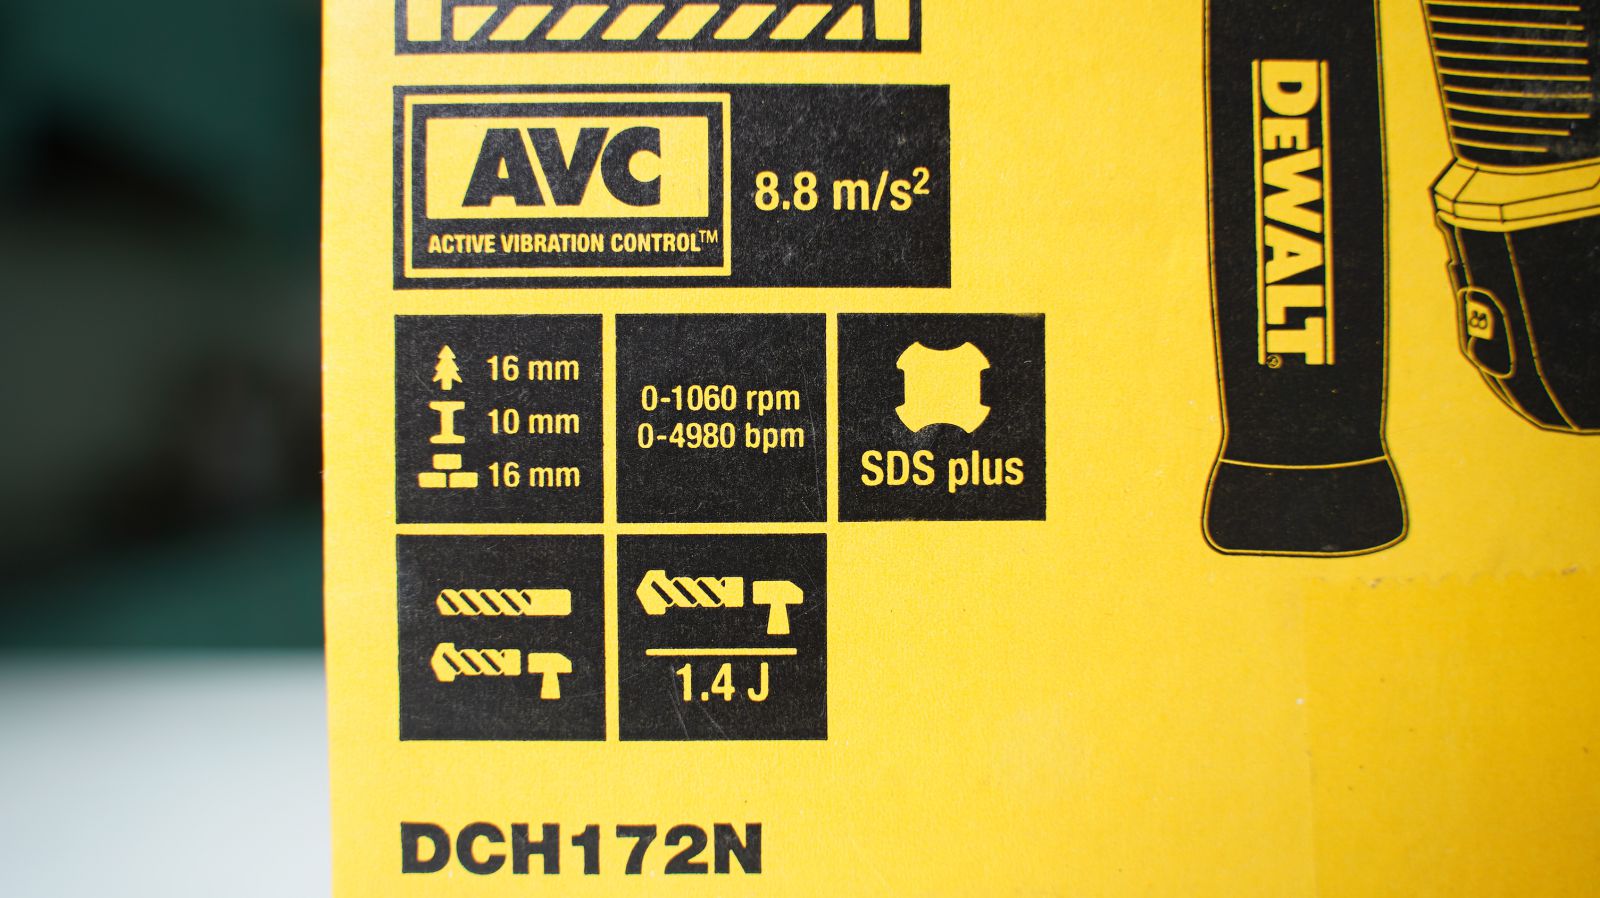 AVC
ACTIVE VIBRATION CONTROL™
8.8 m/s²
16 mm
10 mm
16 mm
0-1060 rpm
0-4980 bpm
SDS plus
1.4 J
DCH172N
DEWALT®